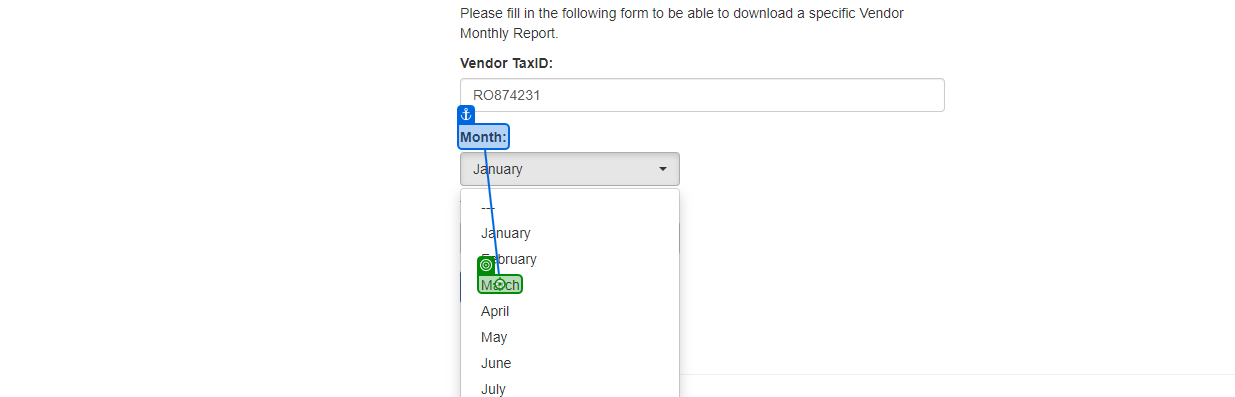 Please fill in the following form to be able to download a specific Vendor
Monthly Report.
Vendor TaxID:
RO874231
Month:
January
---
January
February
March
April
May
June
July